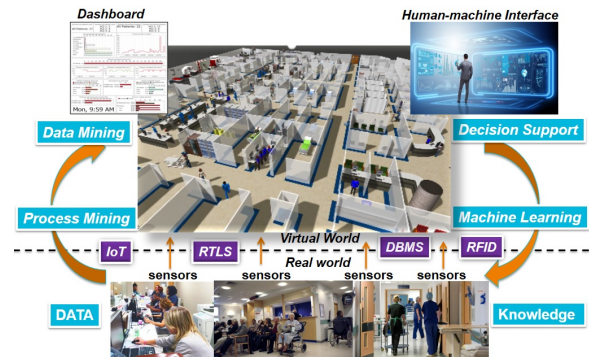 Dashboard
Human-machine Interface
Mon, 9:59 AM
Data Mining
Decision Support
Process Mining
Machine Learning
Virtual World
IoT
RTLS
DBMS
RFID
Real world
sensors
sensors
sensors
sensors
DATA
Knowledge